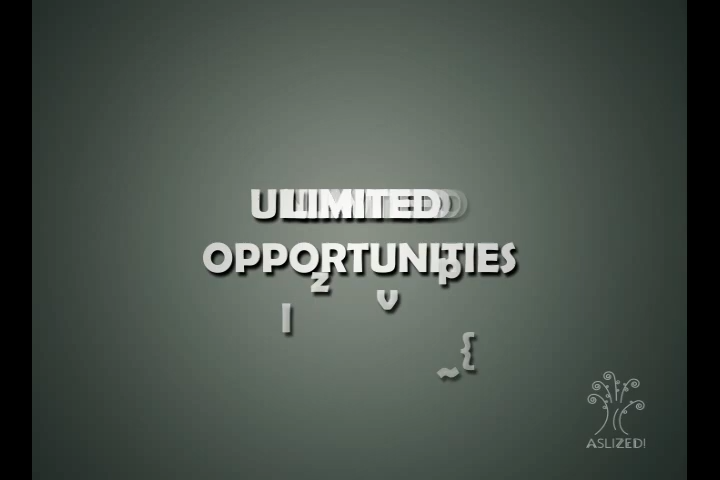 ULIMITED
OPPORTUNITIES
z
p
v
l
~{
ASLIZED!